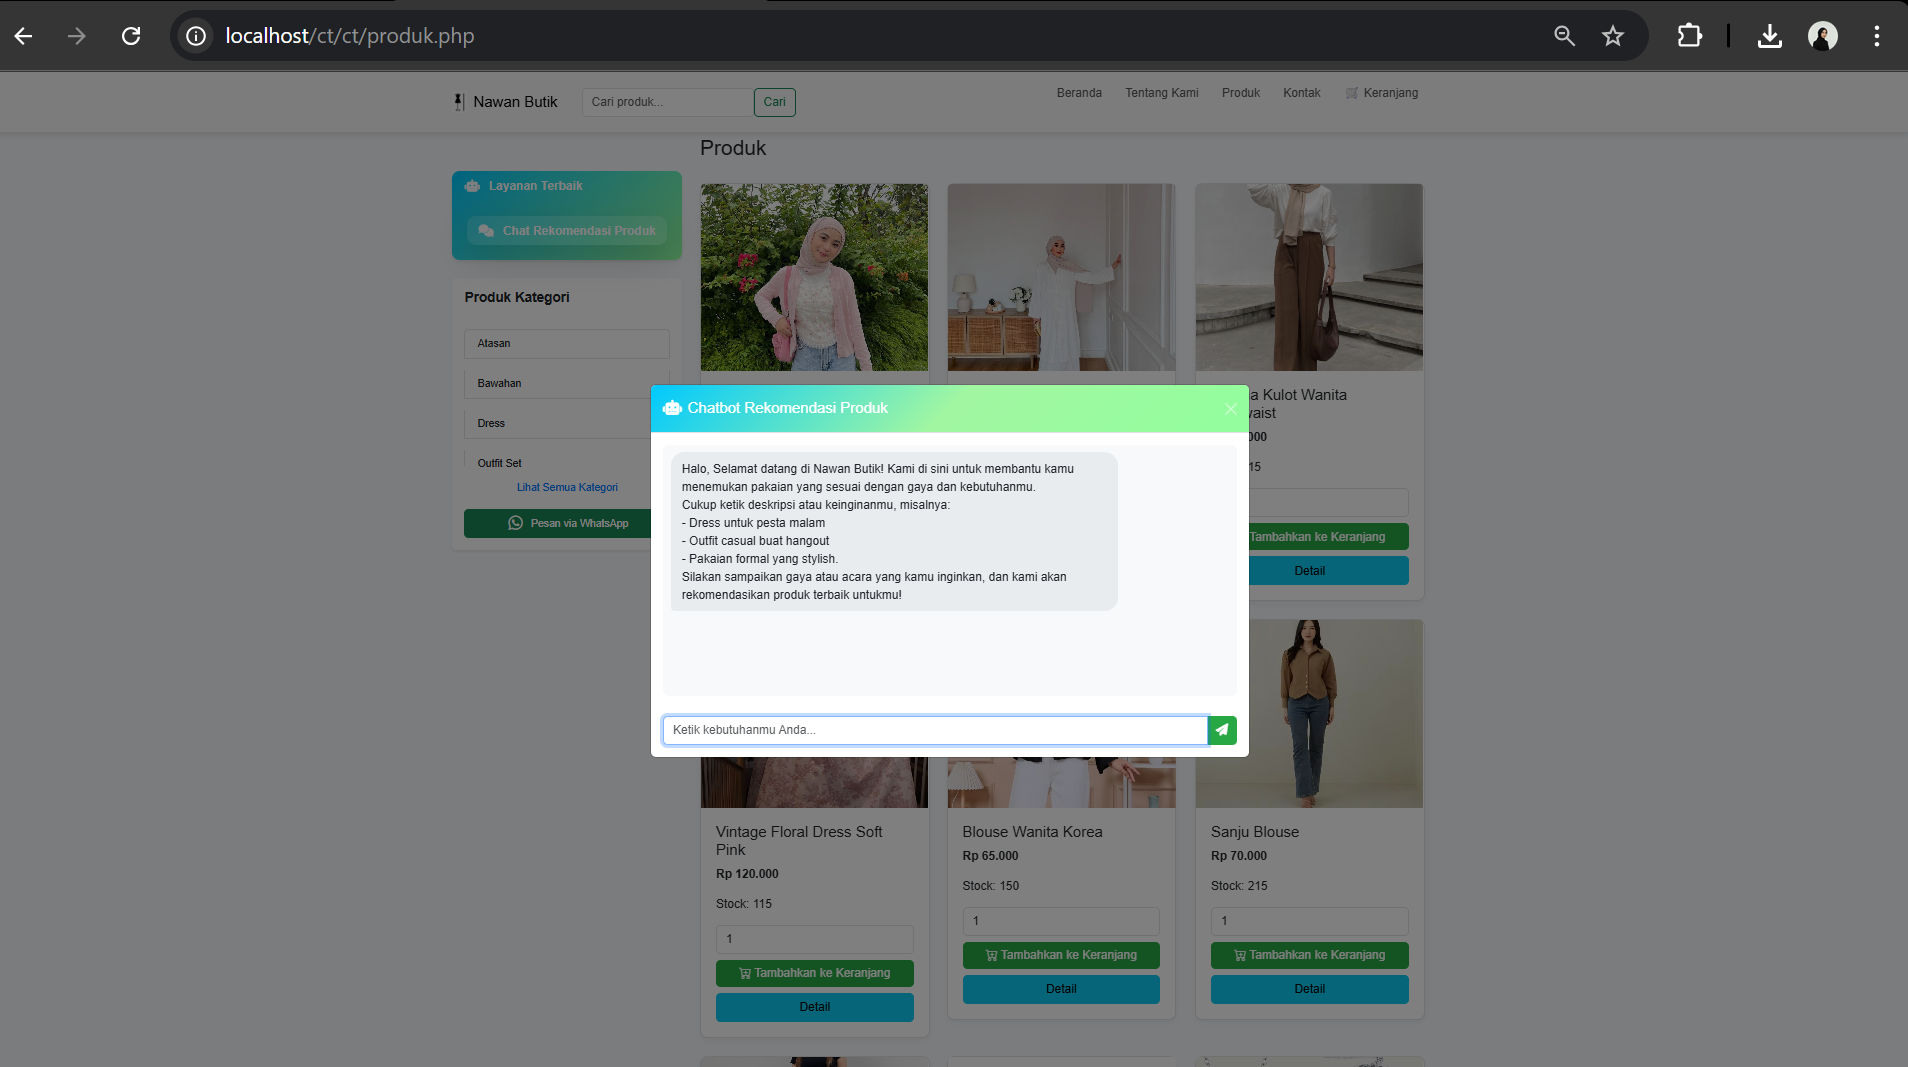 localhost/ct/ct/produk.php
Nawan Butik
Cari produk...
Cari
Beranda
Tentang Kami
Produk
Kontak
Keranjang
Produk
Layanan Terbaik
Chat Rekomendasi Produk
Produk Kategori
Atasan
Bawahan
Dress
Outfit Set
Lihat Semua Kategori
Pesan via WhatsApp
Chatbot Rekomendasi Produk
Halo, Selamat datang di Nawan Butik! Kami di sini untuk membantu kamu
menemukan pakaian yang sesuai dengan gaya dan kebutuhanmu.
Cukup ketik deskripsi atau keinginanmu, misalnya:
- Dress untuk pesta malam
- Outfit casual buat hangout
- Pakaian formal yang stylish.
Silakan sampaikan gaya atau acara yang kamu inginkan, dan kami akan
rekomendasikan produk terbaik untukmu!
Ketik kebutuhanmu Anda...
Kulot Wanita
Tambahkan ke Keranjang
Detail
Vintage Floral Dress Soft
Pink
Rp 120.000
Stock: 115
1
Tambahkan ke Keranjang
Detail
Blouse Wanita Korea
Rp 65.000
Stock: 150
1
Tambahkan ke Keranjang
Detail
Sanju Blouse
Rp 70.000
Stock: 215
1
Tambahkan ke Keranjang
Detail